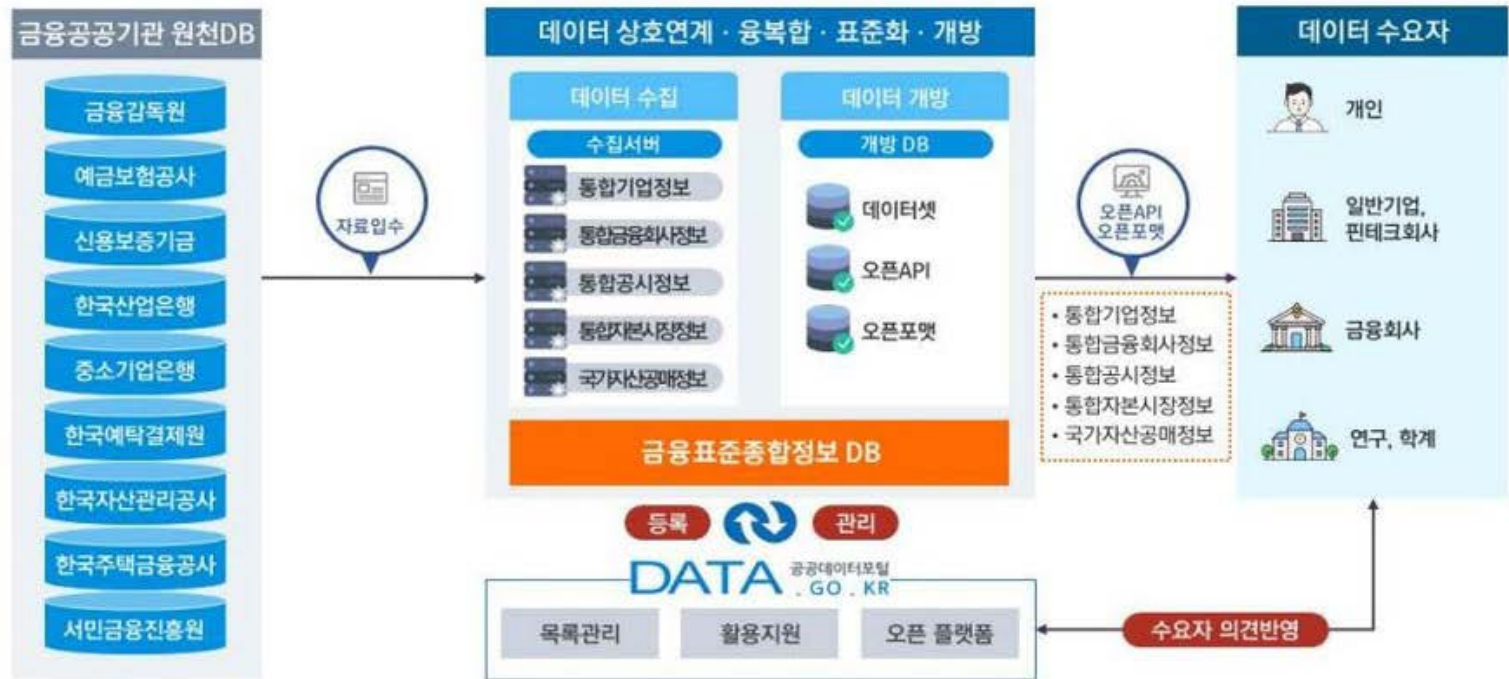 금융공공기관 원천DB
금융감독원
예금보험공사
신용보증기금
한국산업은행
중소기업은행
한국예탁결제원
한국자산관리공사
한국주택금융공사
서민금융진흥원
자료입수
데이터 상호연계 · 융복합 · 표준화 · 개방
데이터 수집
수집서버
통합기업정보
통합금융회사정보
통합공시정보
통합자본시장정보
국가자산공매정보
데이터 개방
개방 DB
데이터셋
오픈API
오픈포맷
금융표준종합정보 DB
등록
관리
DATA 공공데이터포털
.GO.KR
목록관리
활용지원
오픈 플랫폼
오픈API
오픈포맷
• 통합기업정보
• 통합금융회사정보
• 통합공시정보
• 통합자본시장정보
• 국가자산공매정보
데이터 수요자
개인
일반기업,
핀테크회사
금융회사
연구, 학계
수요자 의견반영